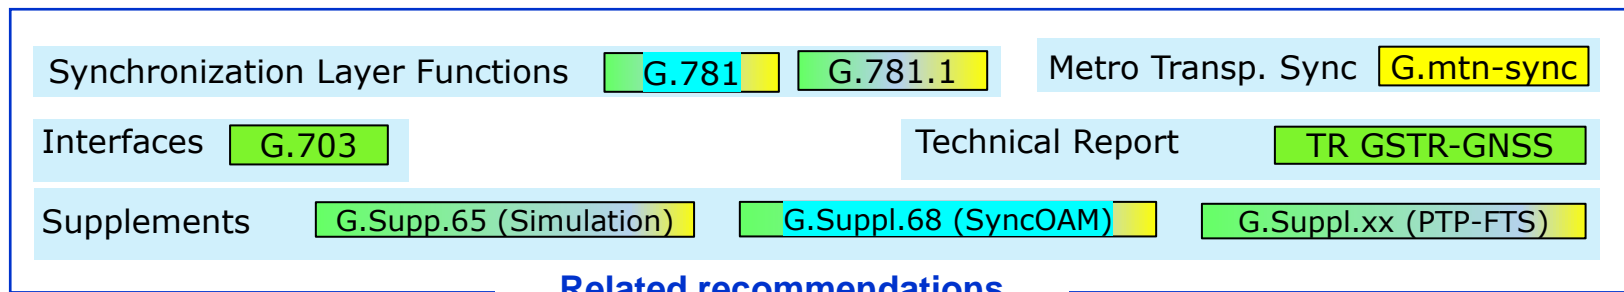 Synchronization Layer Functions G.781 G.781.1 Metro Transp. Sync G.mtn-sync
Interfaces G.703 Technical Report TR GSTR-GNSS
Supplements G.Supp.65 (Simulation) G.Suppl.68 (SyncOAM) G.Suppl.xx (PTP-FTS)
Related recommendations